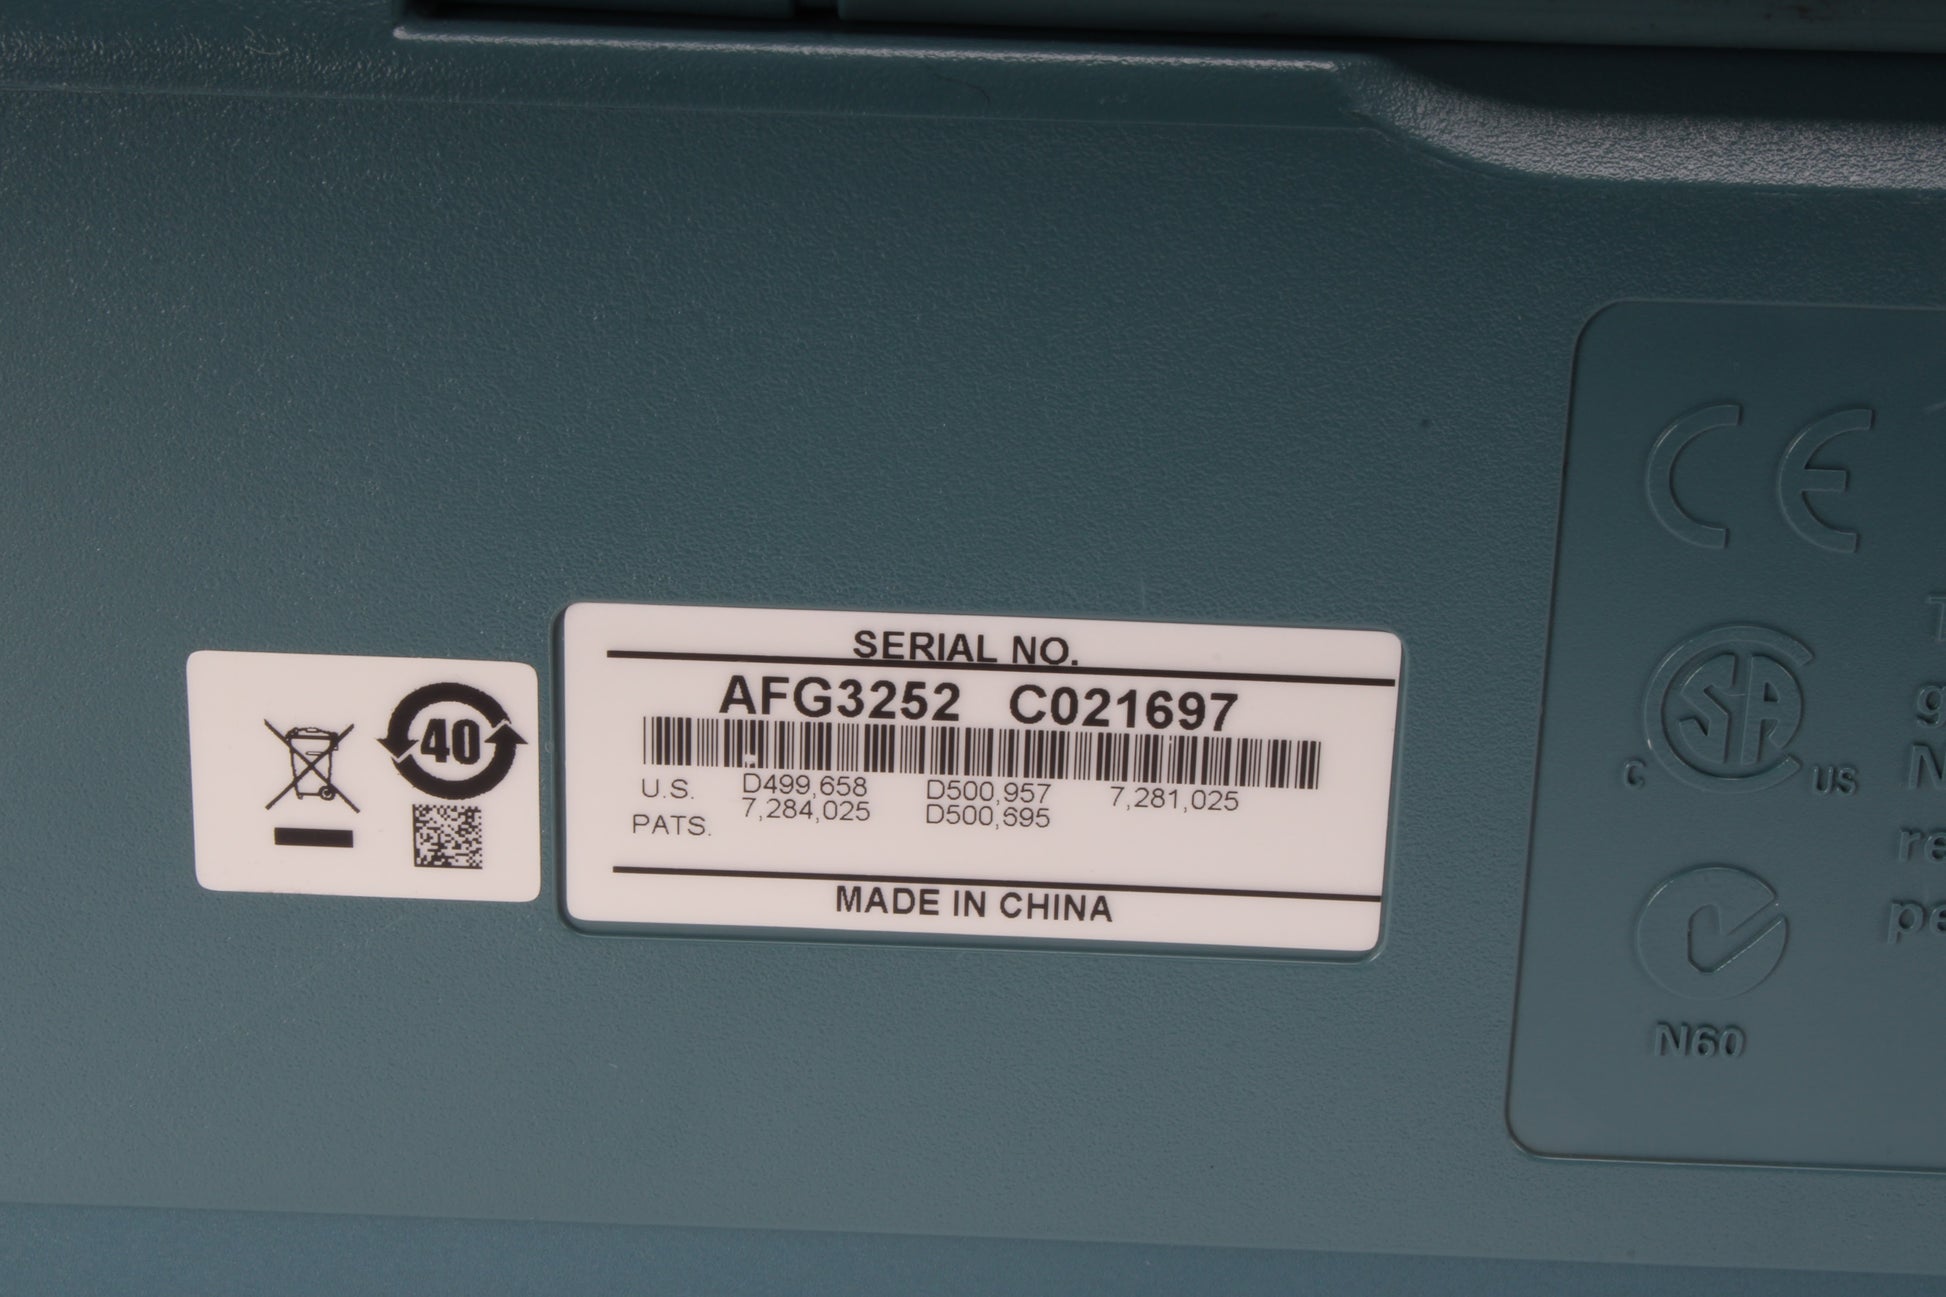 SERIAL NO.
AFG3252 C021697
U.S. D499,658 D500,957 7,281,025
PATS. 7,284,025 D500,695
MADE IN CHINA
40
CE
C SA US
N60